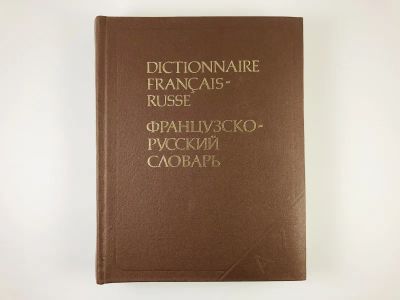 DICTIONNAIRE
FRANÇAIS-
RUSSE
ФРАНЦУЗСКО-
РУССКИЙ
СЛОВАРЬ